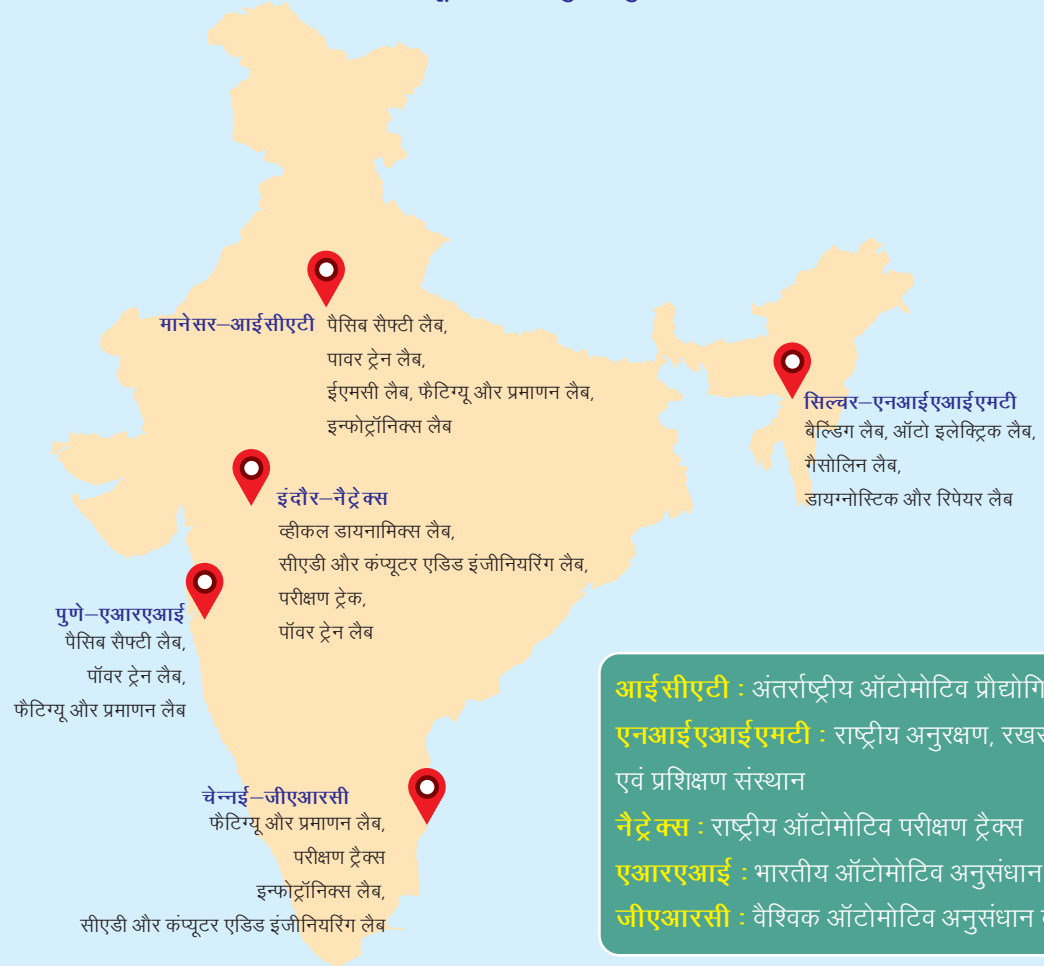 मानेसर–आईसीएटी पैसिब सैफ्टी लैब,
पावर ट्रेन लैब,
ईएमसी लैब, फैटिग्यू और प्रमाणन लैब,
इन्फोट्रॉनिक्स लैब
सिल्चर–एनआईएआईएमटी
बैल्डिग लैब, ऑटो इलेक्ट्रिक लैब,
गैसोलिन लैब,
डायग्नोस्टिक और रिपेयर लैब
इंदौर–नैट्रेक्स
व्हीकल डायनामिक्स लैब,
सीएडी और कंप्यूटर एडिड इंजीनियरिंग लैब,
परीक्षण ट्रेक,
पॉवर ट्रेन लैब
पुणे–एआरएआई
पैसिब सैफ्टी लैब,
पॉवर ट्रेन लैब,
फैटिग्यू और प्रमाणन लैब
चेन्नई–जीएआरसी
फैटिग्यू और प्रमाणन लैब,
परीक्षण ट्रैक्स
इन्फोट्रॉनिक्स लैब,
सीएडी और कंप्यूटर एडिड इंजीनियरिंग लैब
आईसीएटी : अंतर्राष्ट्रीय ऑटोमोटिव
एनआईएआईएमटी : राष्ट्रीय अनुरक्षण,
एवं प्रशिक्षण संस्थान
नैट्रेक्स : राष्ट्रीय ऑटोमोटिव परीक्षण ट्रैक्स
एआरएआई : भारतीय ऑटोमोटिव अनुसंधान
जीएआरसी : वैश्विक ऑटोमोटिव अनुसंधान